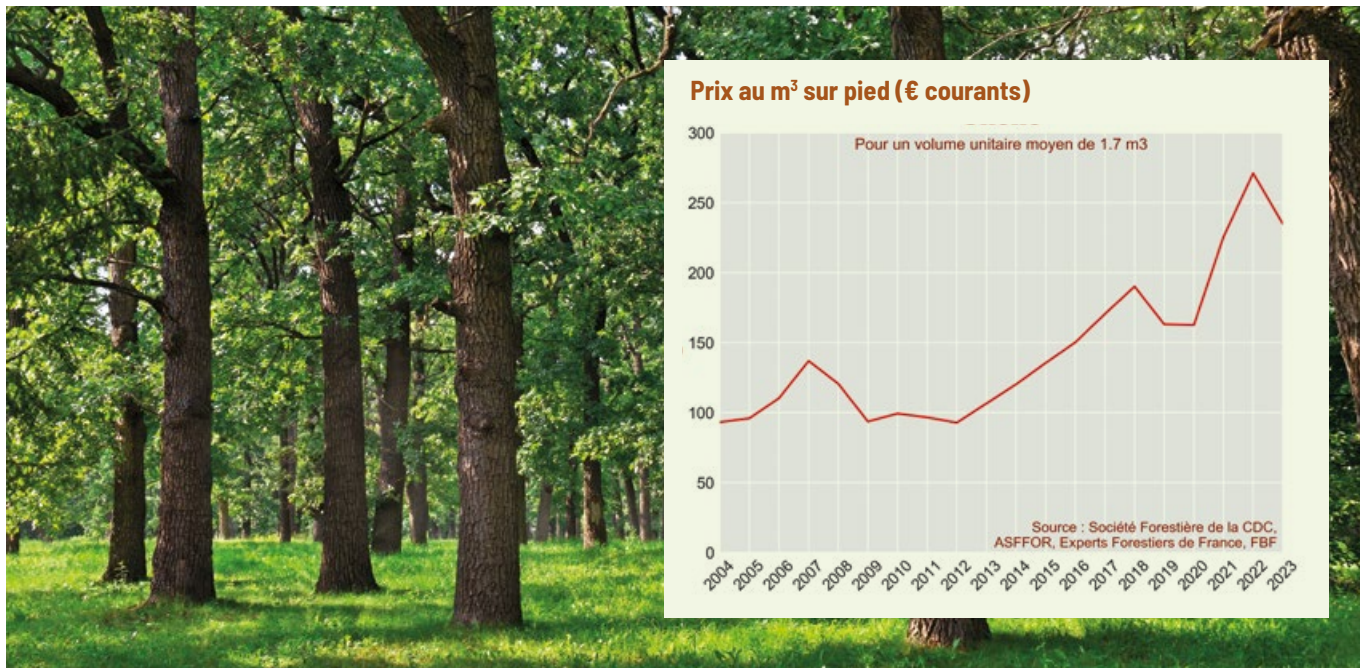 Prix au m³ sur pied (€ courants)
Pour un volume unitaire moyen de 1.7 m3
300
250
200
150
100
50
0
Source : Société Forestière de la CDC,
ASFFOR, Experts Forestiers de France, FBF
2004 2005 2006 2007 2008 2009 2010 2011 2012 2013 2014 2015 2016 2017 2018 2019 2020 2021 2022 2023